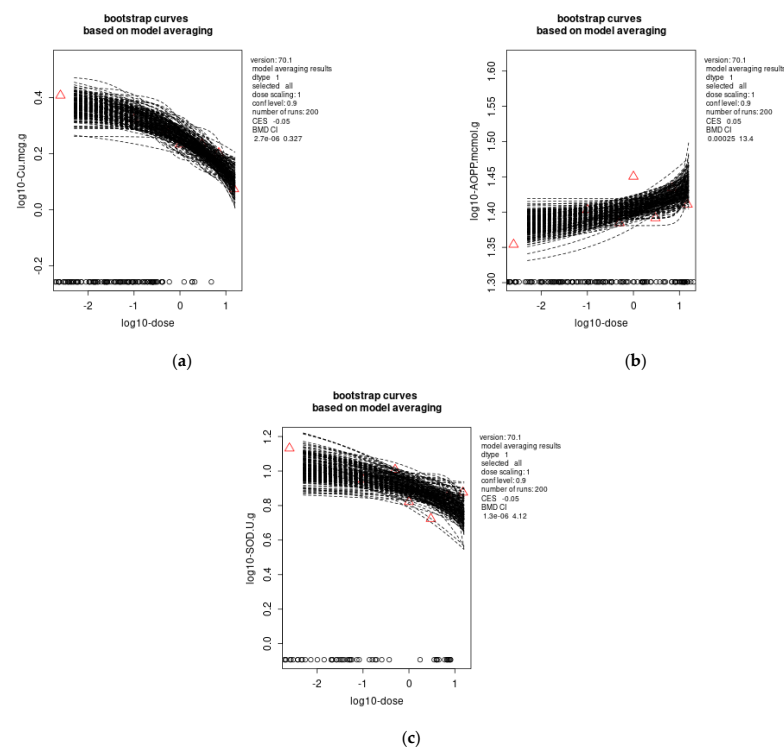 bootstrap curves
based on model averaging
log10-Cu.mcg.g
0.4
0.2
0.0
-0.2
-2 -1 0 1
log10-dose
version: 70.1
model averaging results
dtype 1
selected all
dose scaling: 1
conf level: 0.9
number of runs: 200
CES -0.05
BMD CI
2.7e-06 0.327
(a)
bootstrap curves
based on model averaging
log10-AOPP.mcmol.g
1.60
1.55
1.50
1.45
1.40
1.35
1.30
-2 -1 0 1
log10-dose
version: 70.1
model averaging results
dtype 1
selected all
dose scaling: 1
conf level: 0.9
number of runs: 200
CES 0.05
BMD CI
0.00025 13.4
(b)
bootstrap curves
based on model averaging
log10-SOD.U.g
1.2
1.0
0.8
0.6
0.4
0.2
0.0
-2 -1 0 1
log10-dose
version: 70.1
model averaging results
dtype 1
selected all
dose scaling: 1
conf level: 0.9
number of runs: 200
CES -0.05
BMD CI
1.3e-06 4.12
(c)